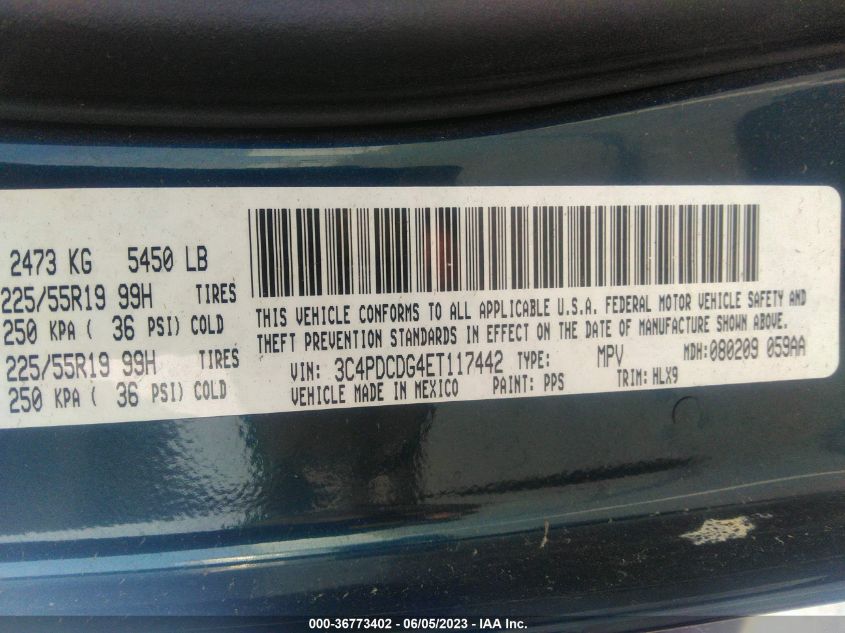 2473 KG 5450 LB
225/55R19 99H TIRES
250 KPA ( 36 PSI) COLD
225/55R19 99H TIRES
250 KPA ( 36 PSI) COLD
THIS VEHICLE CONFORMS TO ALL APPLICABLE U.S.A. FEDERAL MOTOR VEHICLE SAFETY AND
THEFT PREVENTION STANDARDS IN EFFECT ON THE DATE OF MANUFACTURE SHOWN ABOVE.
VIN: 3C4PDCDG4ET117442 TYPE: MPV MDH:080209 059AA
VEHICLE MADE IN MEXICO PAINT: PPS TRIM: HLX9
000-36773402 - 06/05/2023 - IAA Inc.